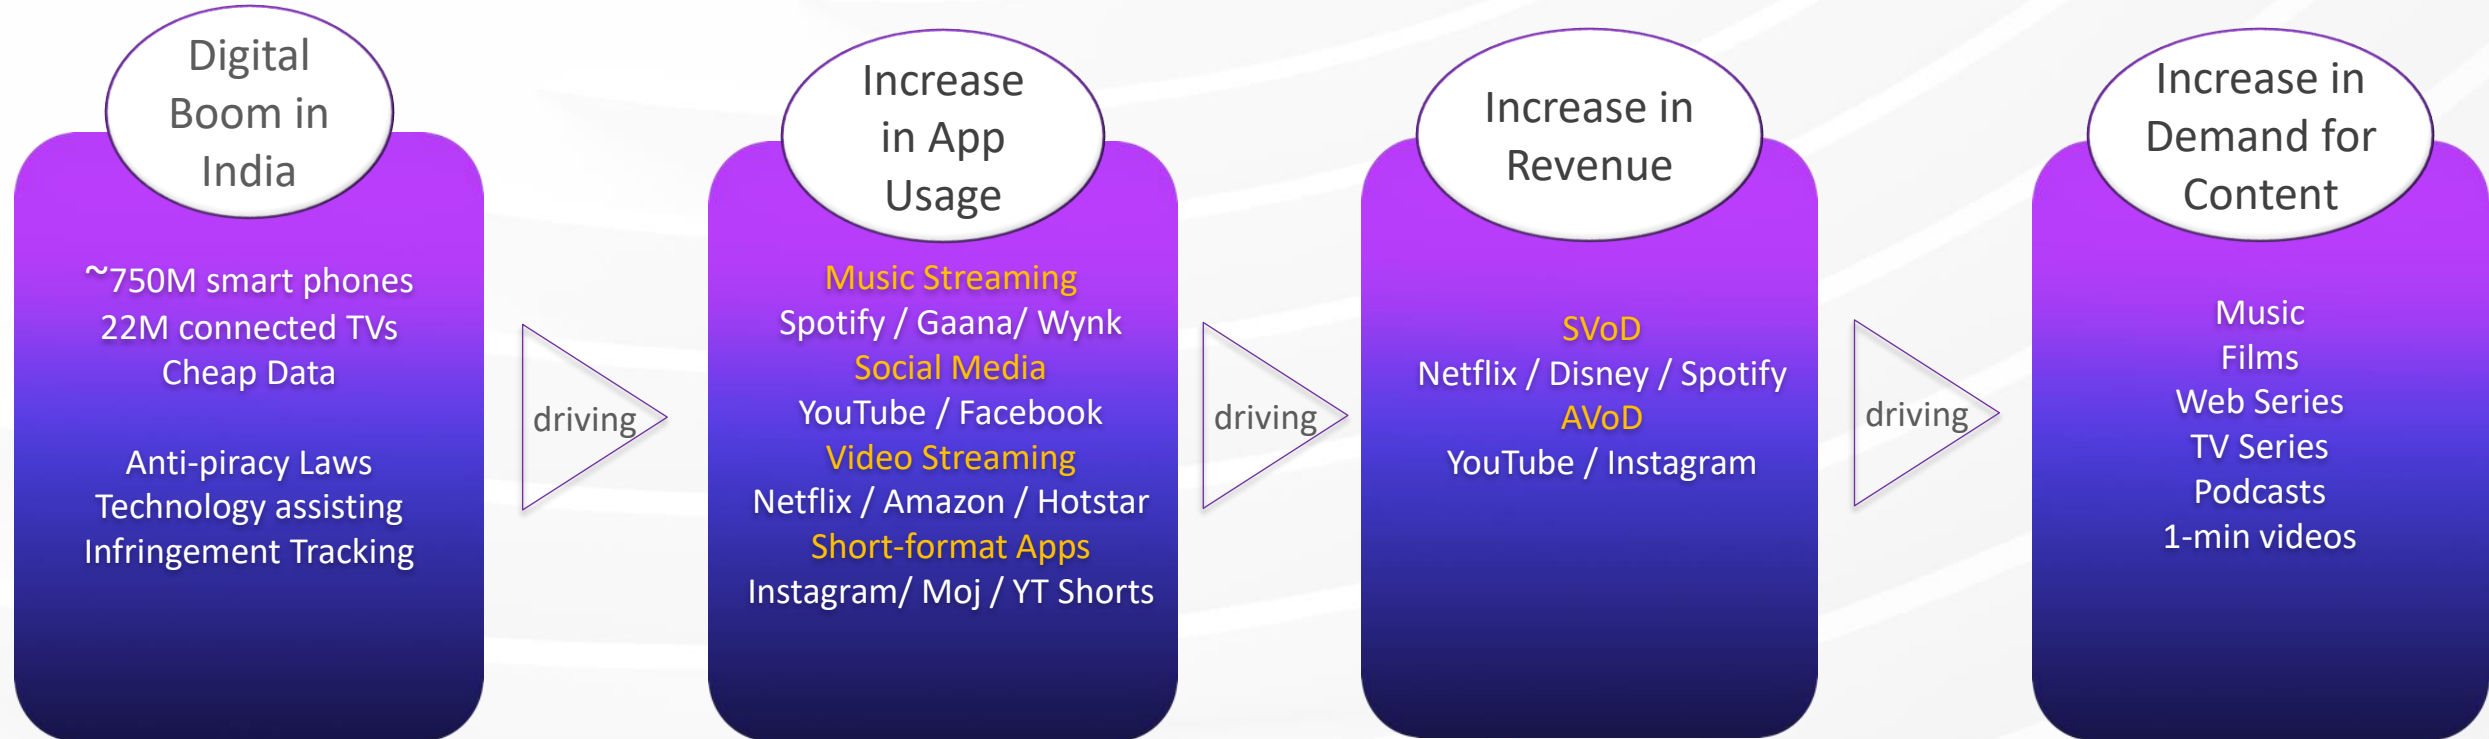 Digital
Boom in
India
~750M smart phones
22M connected TVs
Cheap Data
Anti-piracy Laws
Technology assisting
Infringement Tracking
driving
Increase
in App
Usage
Music Streaming
Spotify / Gaana/ Wynk
Social Media
YouTube / Facebook
Video Streaming
Netflix / Amazon / Hotstar
Short-format Apps
Instagram/ Moj / YT Shorts
driving
Increase in
Revenue
SVoD
Netflix / Disney / Spotify
AVoD
YouTube / Instagram
driving
Increase in
Demand for
Content
Music
Films
Web Series
TV Series
Podcasts
1-min videos